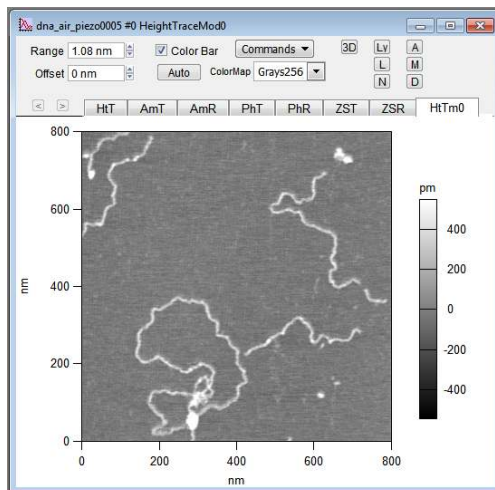 dna_air_piezo0005 #0 HeightTraceMod0
Range 1.08 nm Color Bar Commands 3D Lv A
L M
Offset 0 nm Auto ColorMap Grays256 N D
< > HtT AmT AmR PhT PhR ZST ZSR HtTm0
800
600
400
200
0
nm
0 200 400 600 800
nm
pm
400
200
0
-200
-400